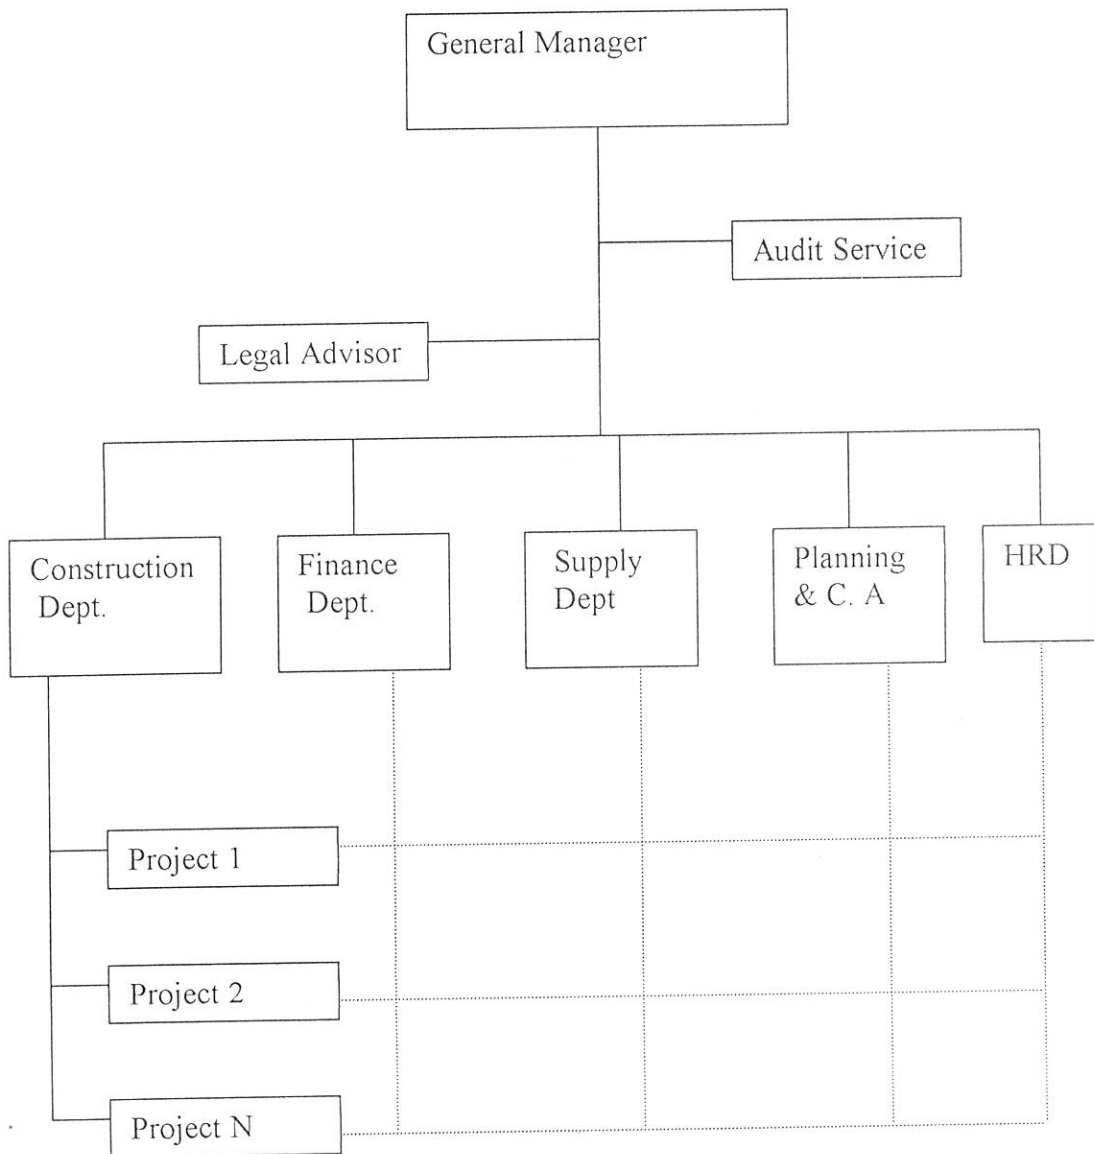 General Manager
Audit Service
Legal Advisor
Construction
Dept.
Finance
Dept.
Supply
Dept
Planning
& C. A
HRD
Project 1
Project 2
Project N